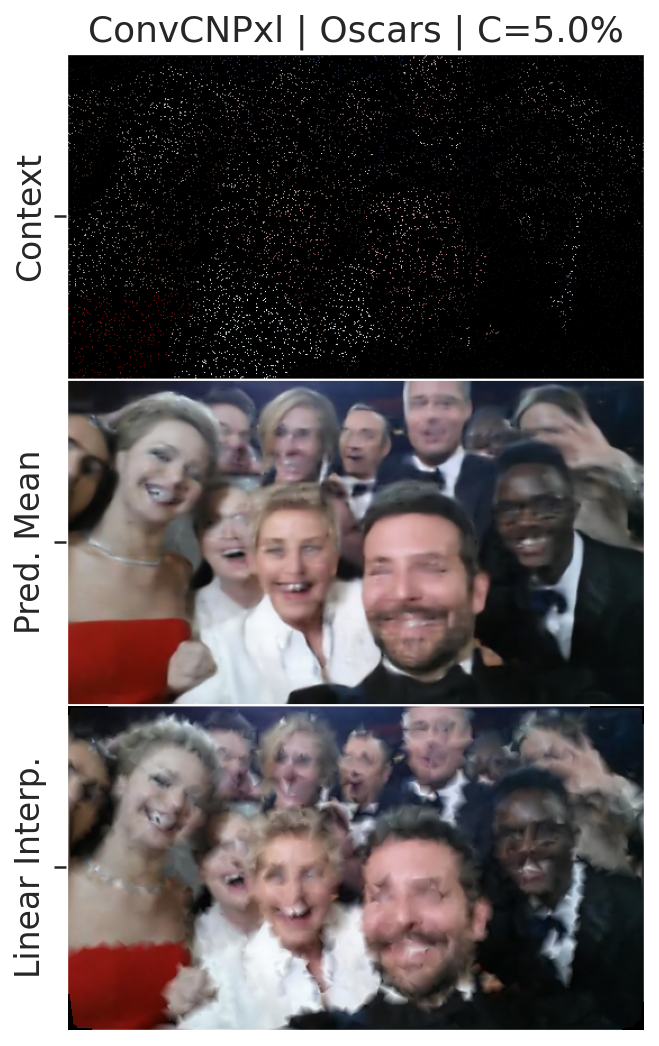 ConvCNPxl | Oscars | C=5.0%
Context
Pred. Mean
Linear Interp.